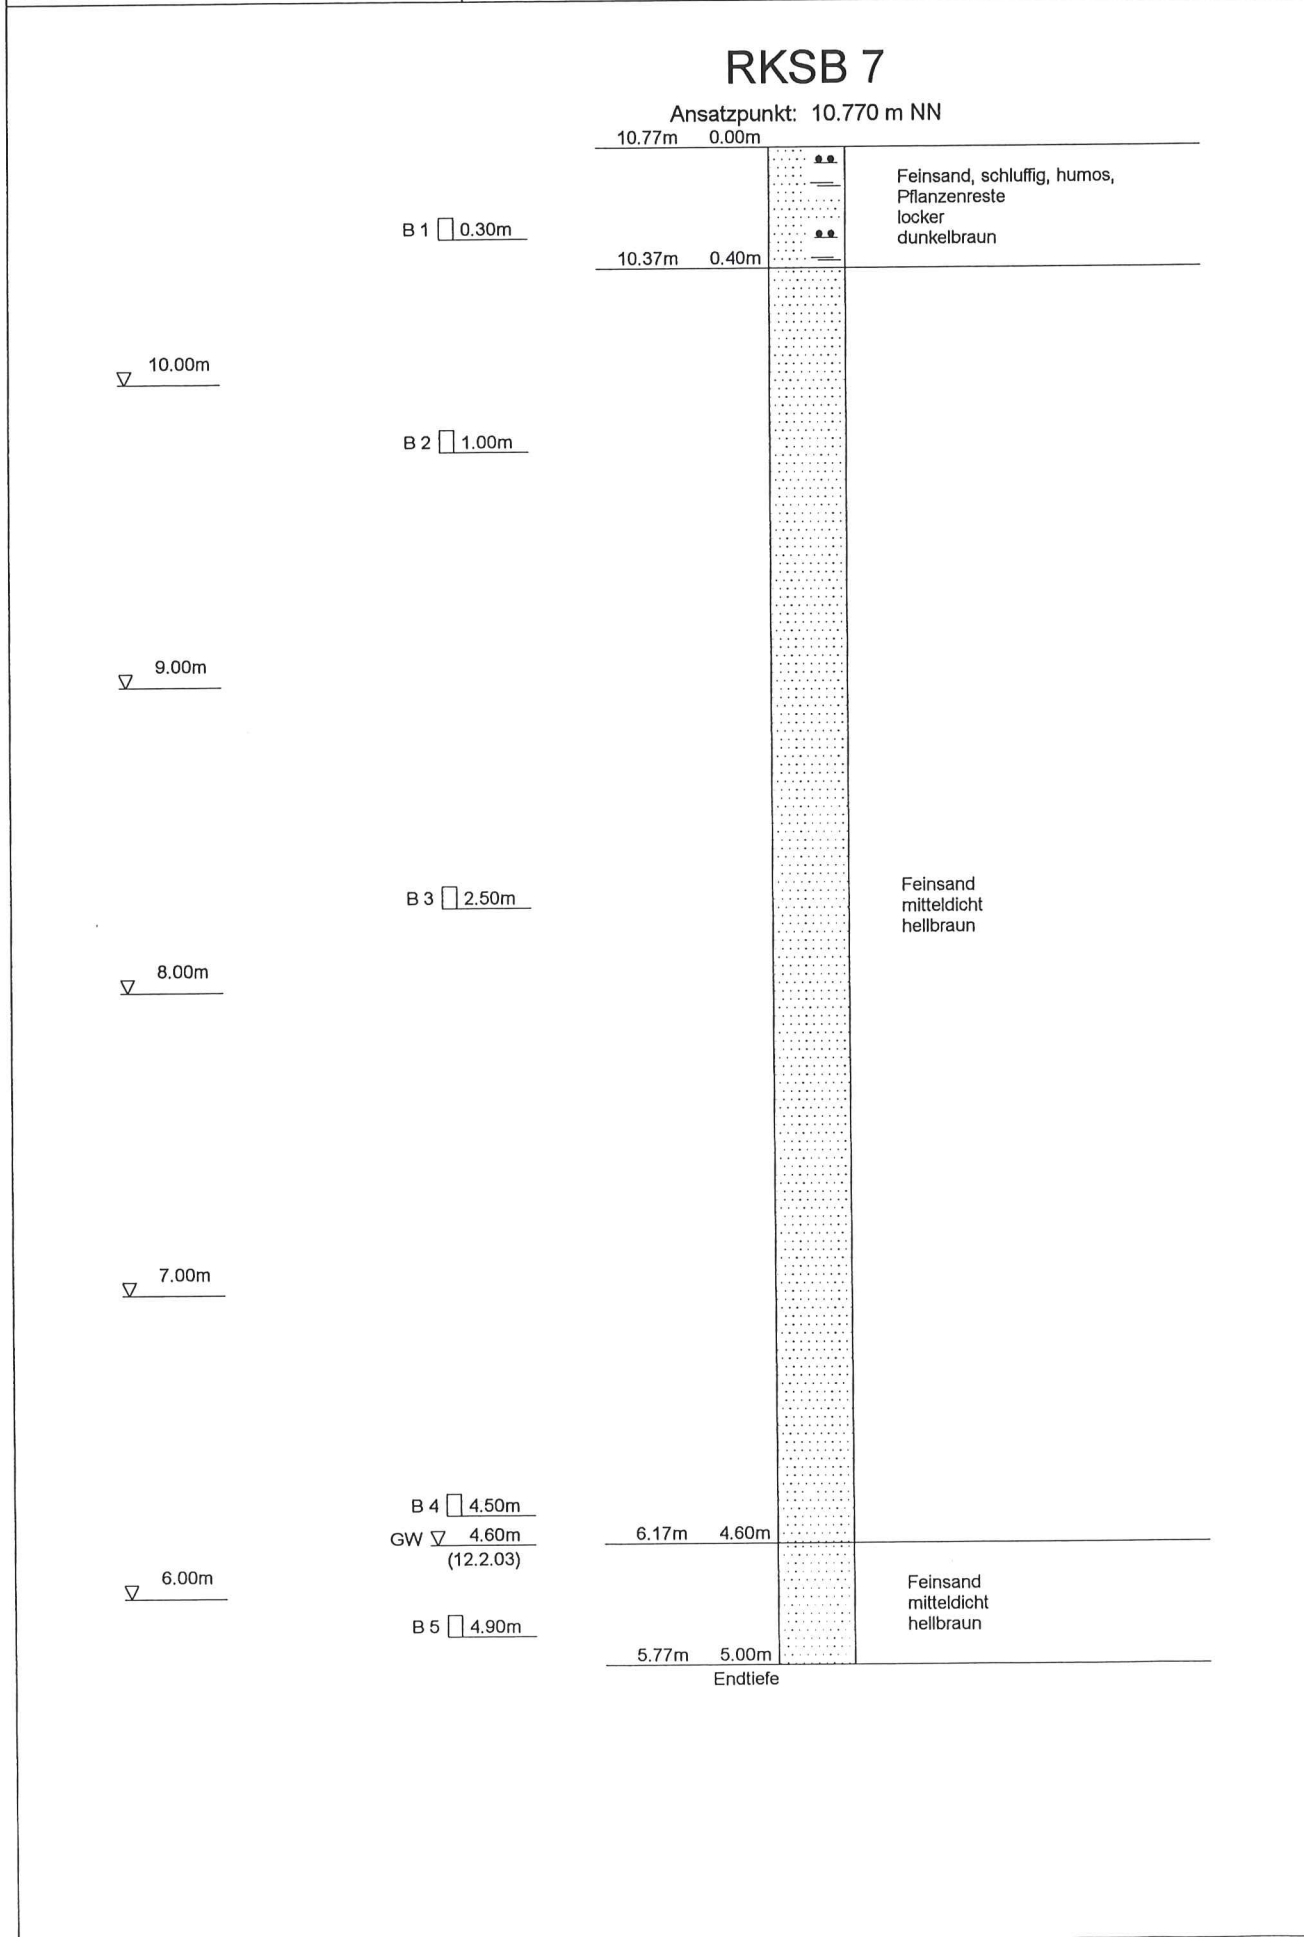 RKSB 7
Ansatzpunkt: 10.770 m NN
10.77m 0.00m
Feinsand, schluffig, humos,
Pflanzenreste
locker
dunkelbraun
B 1 0.30m
10.37m 0.40m
10.00m
B 2 1.00m
9.00m
B 3 2.50m
Feinsand
mitteldicht
hellbraun
8.00m
7.00m
B 4 4.50m
GW 4.60m
(12.2.03)
6.17m 4.60m
6.00m
Feinsand
mitteldicht
hellbraun
B 5 4.90m
5.77m 5.00m
Endtiefe